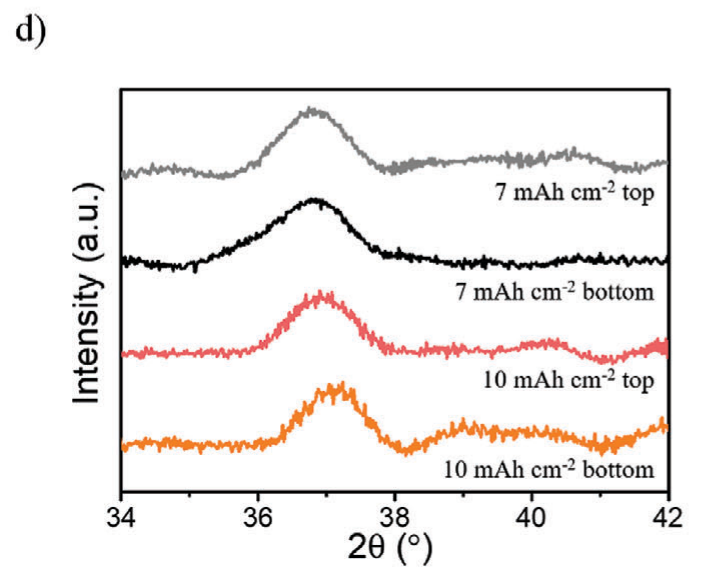 d)
Intensity (a.u.)
7 mAh cm⁻² top
7 mAh cm⁻² bottom
10 mAh cm⁻² top
10 mAh cm⁻² bottom
34 36 38 40 42
2θ (°)